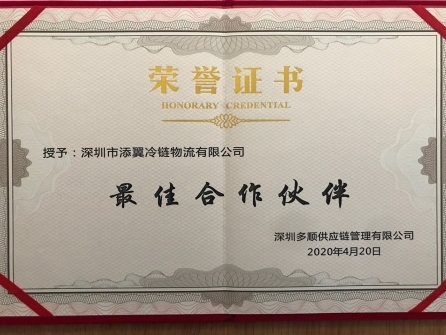 荣誉证书
HONORARY CREDENTIAL
授予：深圳市添翼冷链物流有限公司
最佳合作伙伴
深圳多顺供应链管理有限公司
2020年4月20日